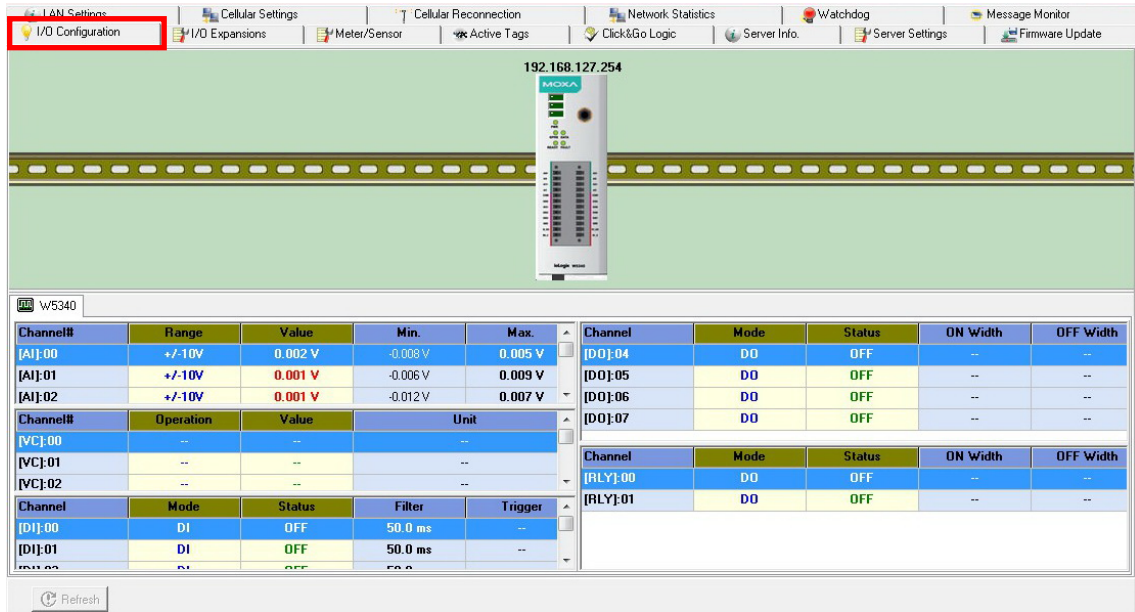 LAN Settings Cellular Settings Cellular Reconnection Network Statistics Watchdog Message Monitor
I/O Configuration I/O Expansions Meter/Sensor Active Tags Click&Go Logic Server Info. Server Settings Firmware Update
192.168.127.254
MOXA
W5340
Channel# Range Value Min. Max.
[AI]:00 +/-10V 0.002 V -0.008 V 0.005 V
[AI]:01 +/-10V 0.001 V -0.006 V 0.009 V
[AI]:02 +/-10V 0.001 V -0.012 V 0.007 V
Channel# Operation Value Unit
[VC]:00 -- -- --
[VC]:01 -- -- --
[VC]:02 -- -- --
Channel Mode Status Filter Trigger
[DI]:00 DI OFF 50.0 ms --
[DI]:01 DI OFF 50.0 ms --
Channel Mode Status ON Width OFF Width
[DO]:04 DO OFF -- --
[DO]:05 DO OFF -- --
[DO]:06 DO OFF -- --
[DO]:07 DO OFF -- --
Channel Mode Status ON Width OFF Width
[RLY]:00 DO OFF -- --
[RLY]:01 DO OFF -- --
Refresh